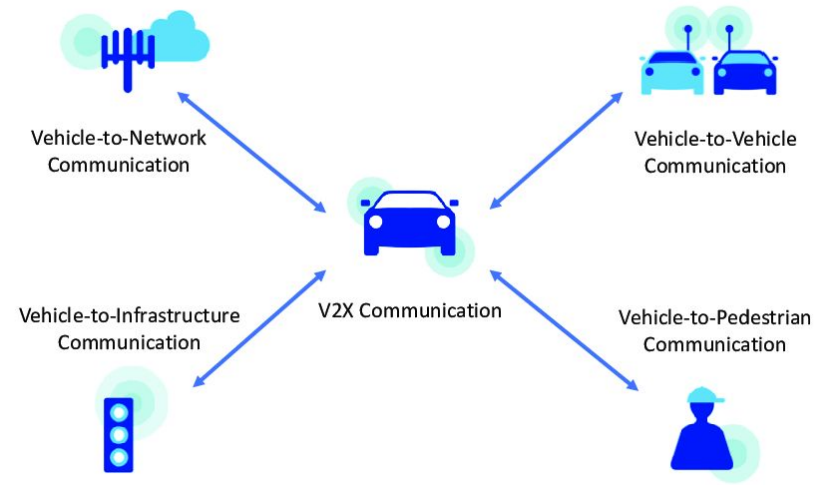 Vehicle-to-Network
Communication
Vehicle-to-Vehicle
Communication
V2X Communication
Vehicle-to-Infrastructure
Communication
Vehicle-to-Pedestrian
Communication